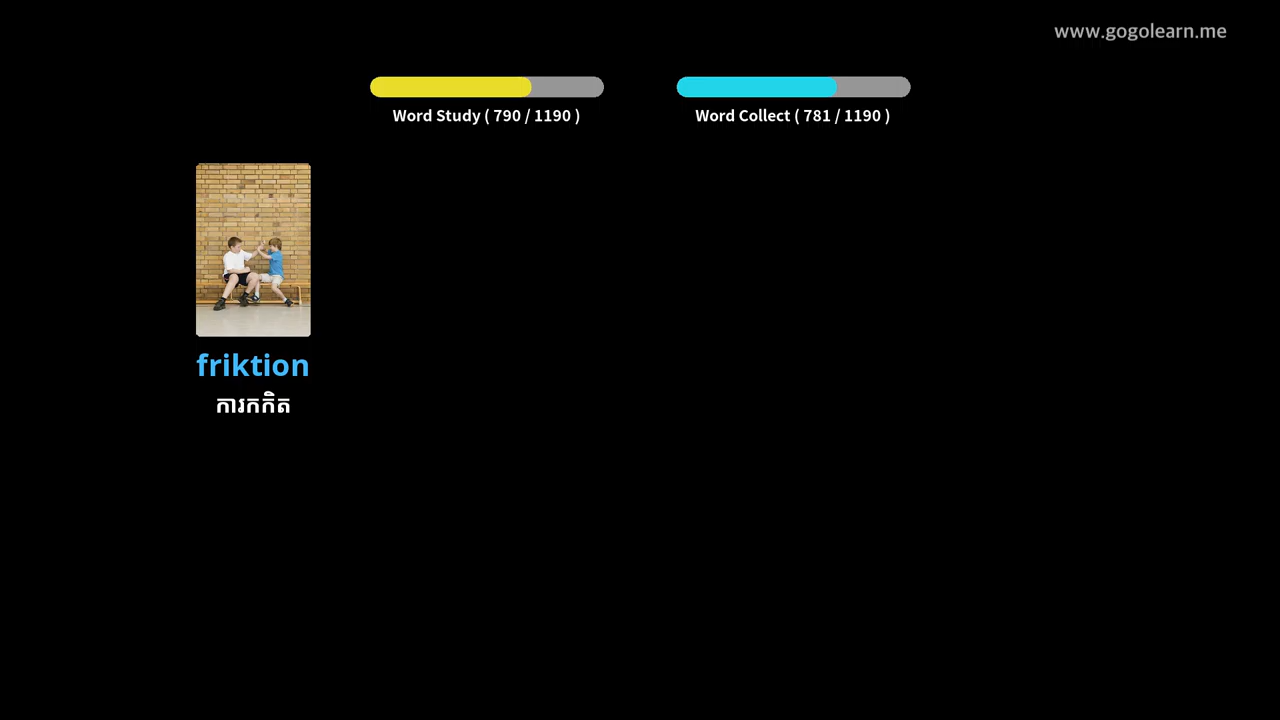 www.gogolearn.me
Word Study ( 790 / 1190 )
Word Collect ( 781 / 1190 )
friktion
ការកកិត